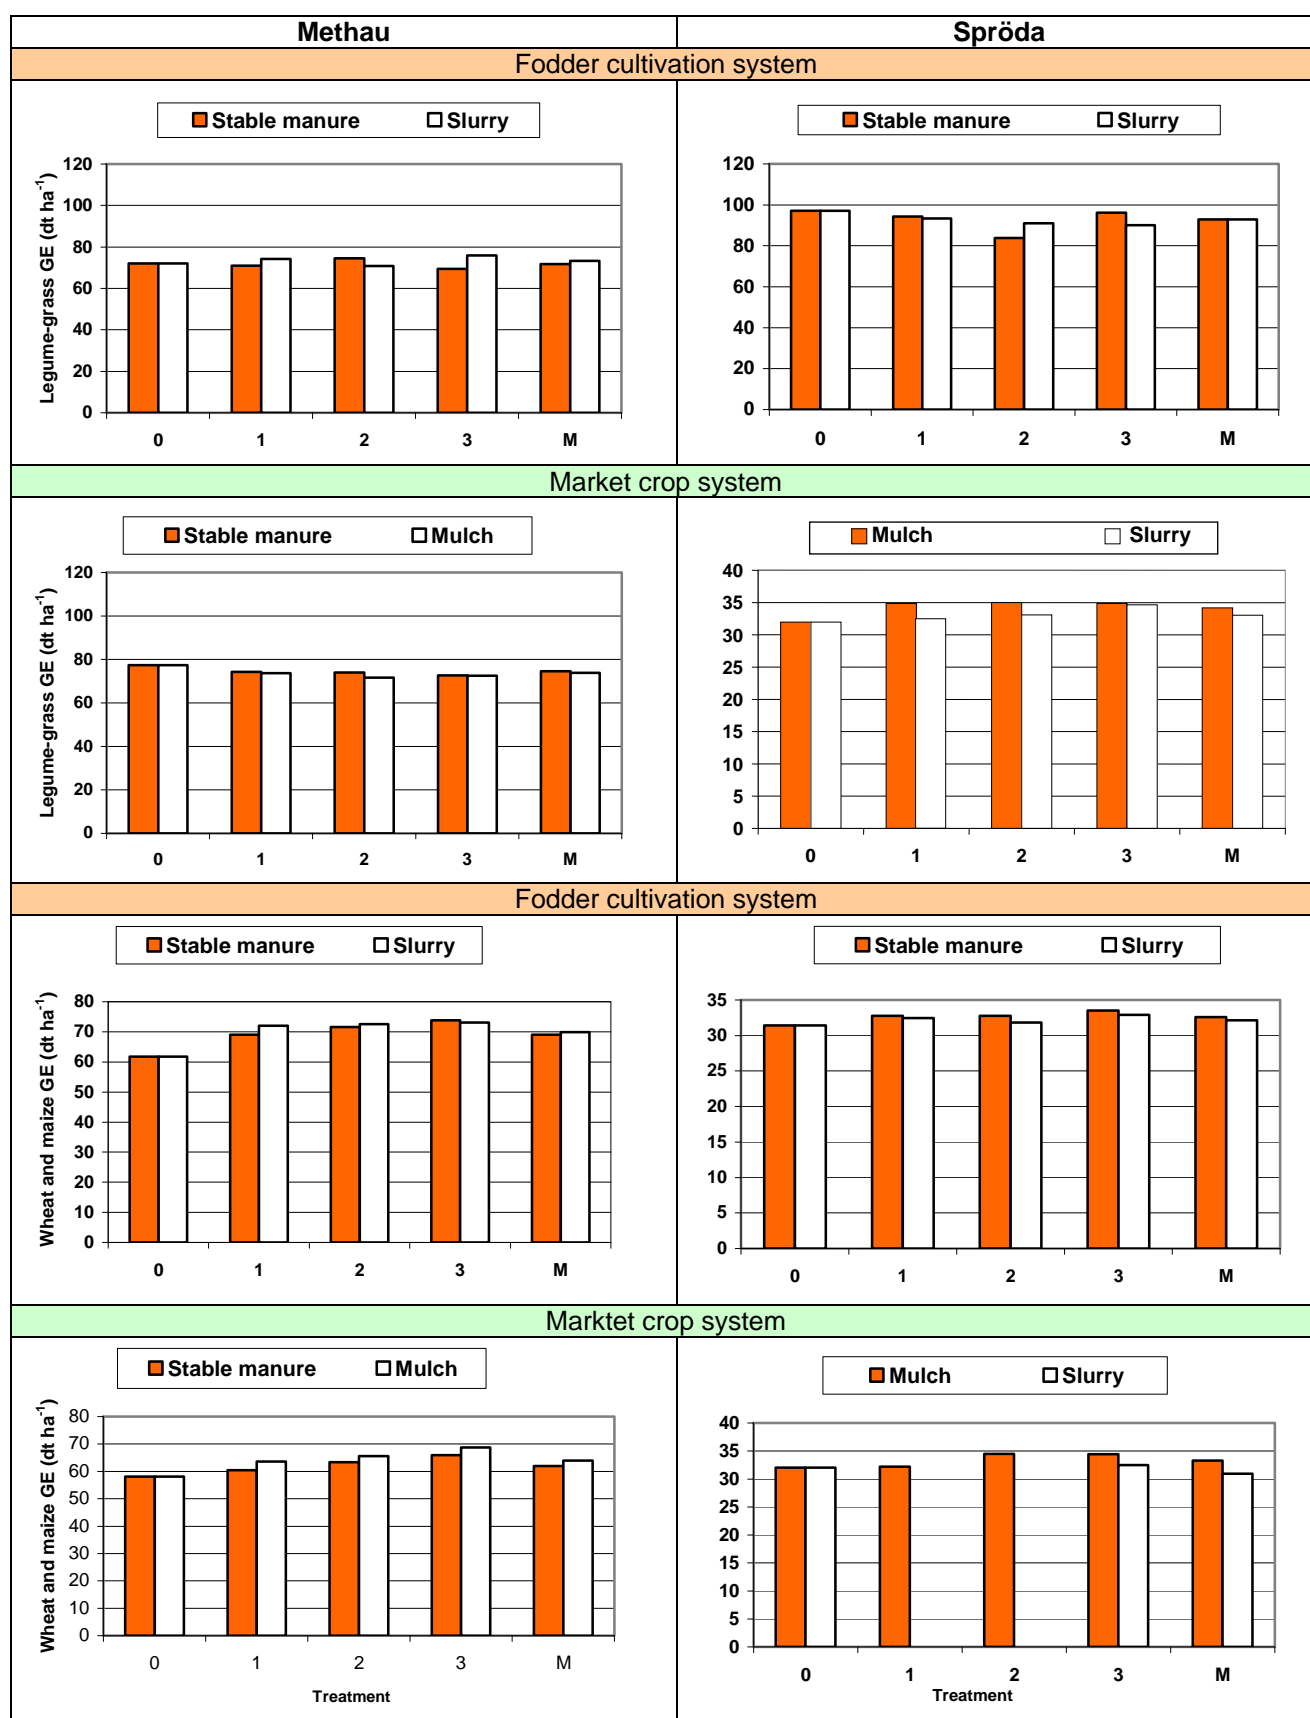 Methau Spröda
Fodder cultivation system
Stable manure Slurry
Legume-grass GE (dt ha-1)
120
100
80
60
40
20
0
0 1 2 3 M
Stable manure Slurry
120
100
80
60
40
20
0
0 1 2 3 M
Market crop system
Stable manure Mulch
Legume-grass GE (dt ha-1)
120
100
80
60
40
20
0
0 1 2 3 M
Mulch Slurry
40
35
30
25
20
15
10
5
0
0 1 2 3 M
Fodder cultivation system
Stable manure Slurry
Wheat and maize GE (dt ha-1)
80
70
60
50
40
30
20
10
0
0 1 2 3 M
Stable manure Slurry
35
30
25
20
15
10
5
0
0 1 2 3 M
Marktet crop system
Stable manure Mulch
Wheat and maize GE (dt ha-1)
80
70
60
50
40
30
20
10
0
0 1 2 3 M
Treatment
Mulch Slurry
40
35
30
25
20
15
10
5
0
0 1 2 3 M
Treatment